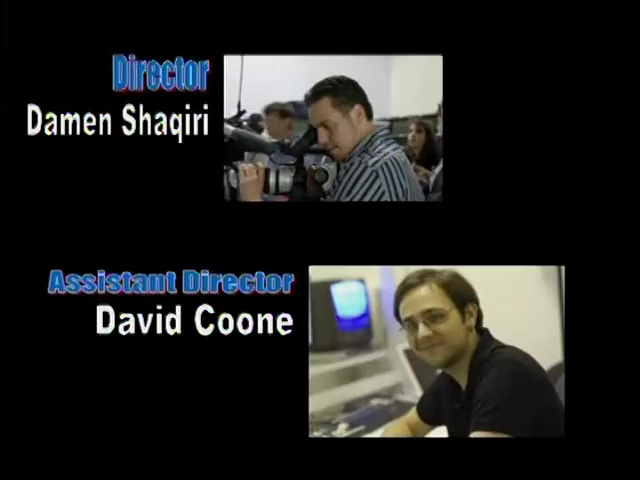 Director
Damen Shaqiri
Assistant Director
David Coone